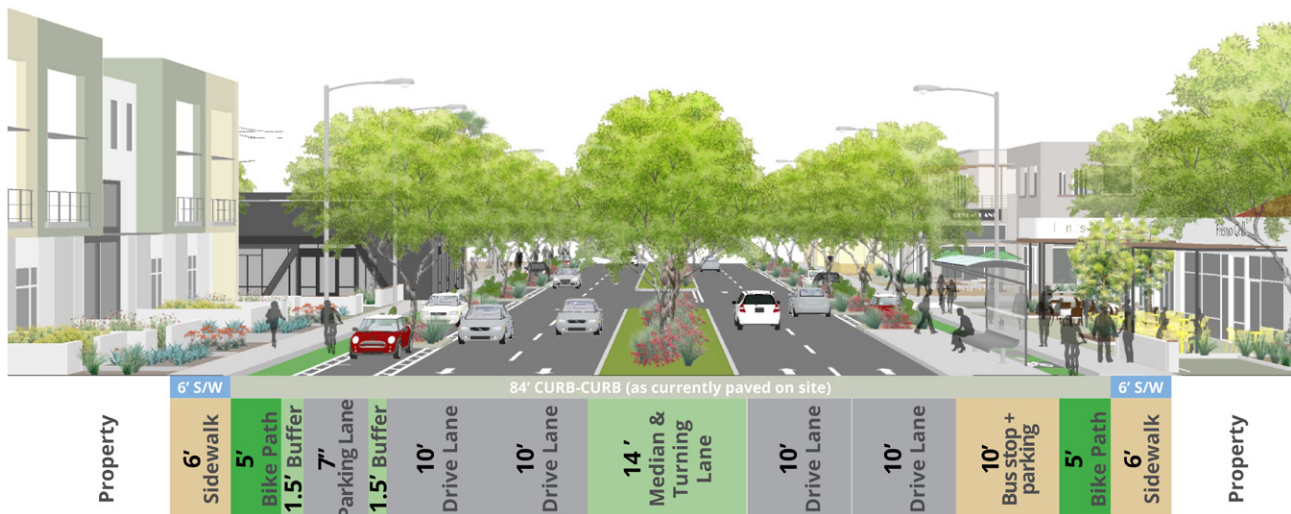 6’ S/W
84’ CURB-CURB (as currently paved on site)
6’ S/W
Property
6’
Sidewalk
5’
Bike Path
1.5’ Buffer
7”
Parking Lane
1.5’ Buffer
10’
Drive Lane
10’
Drive Lane
14 ’
Median &
Turning
Lane
10’
Drive Lane
10’
Drive Lane
10’
Bus stop +
parking
5’
Bike Path
6’
Sidewalk
Property